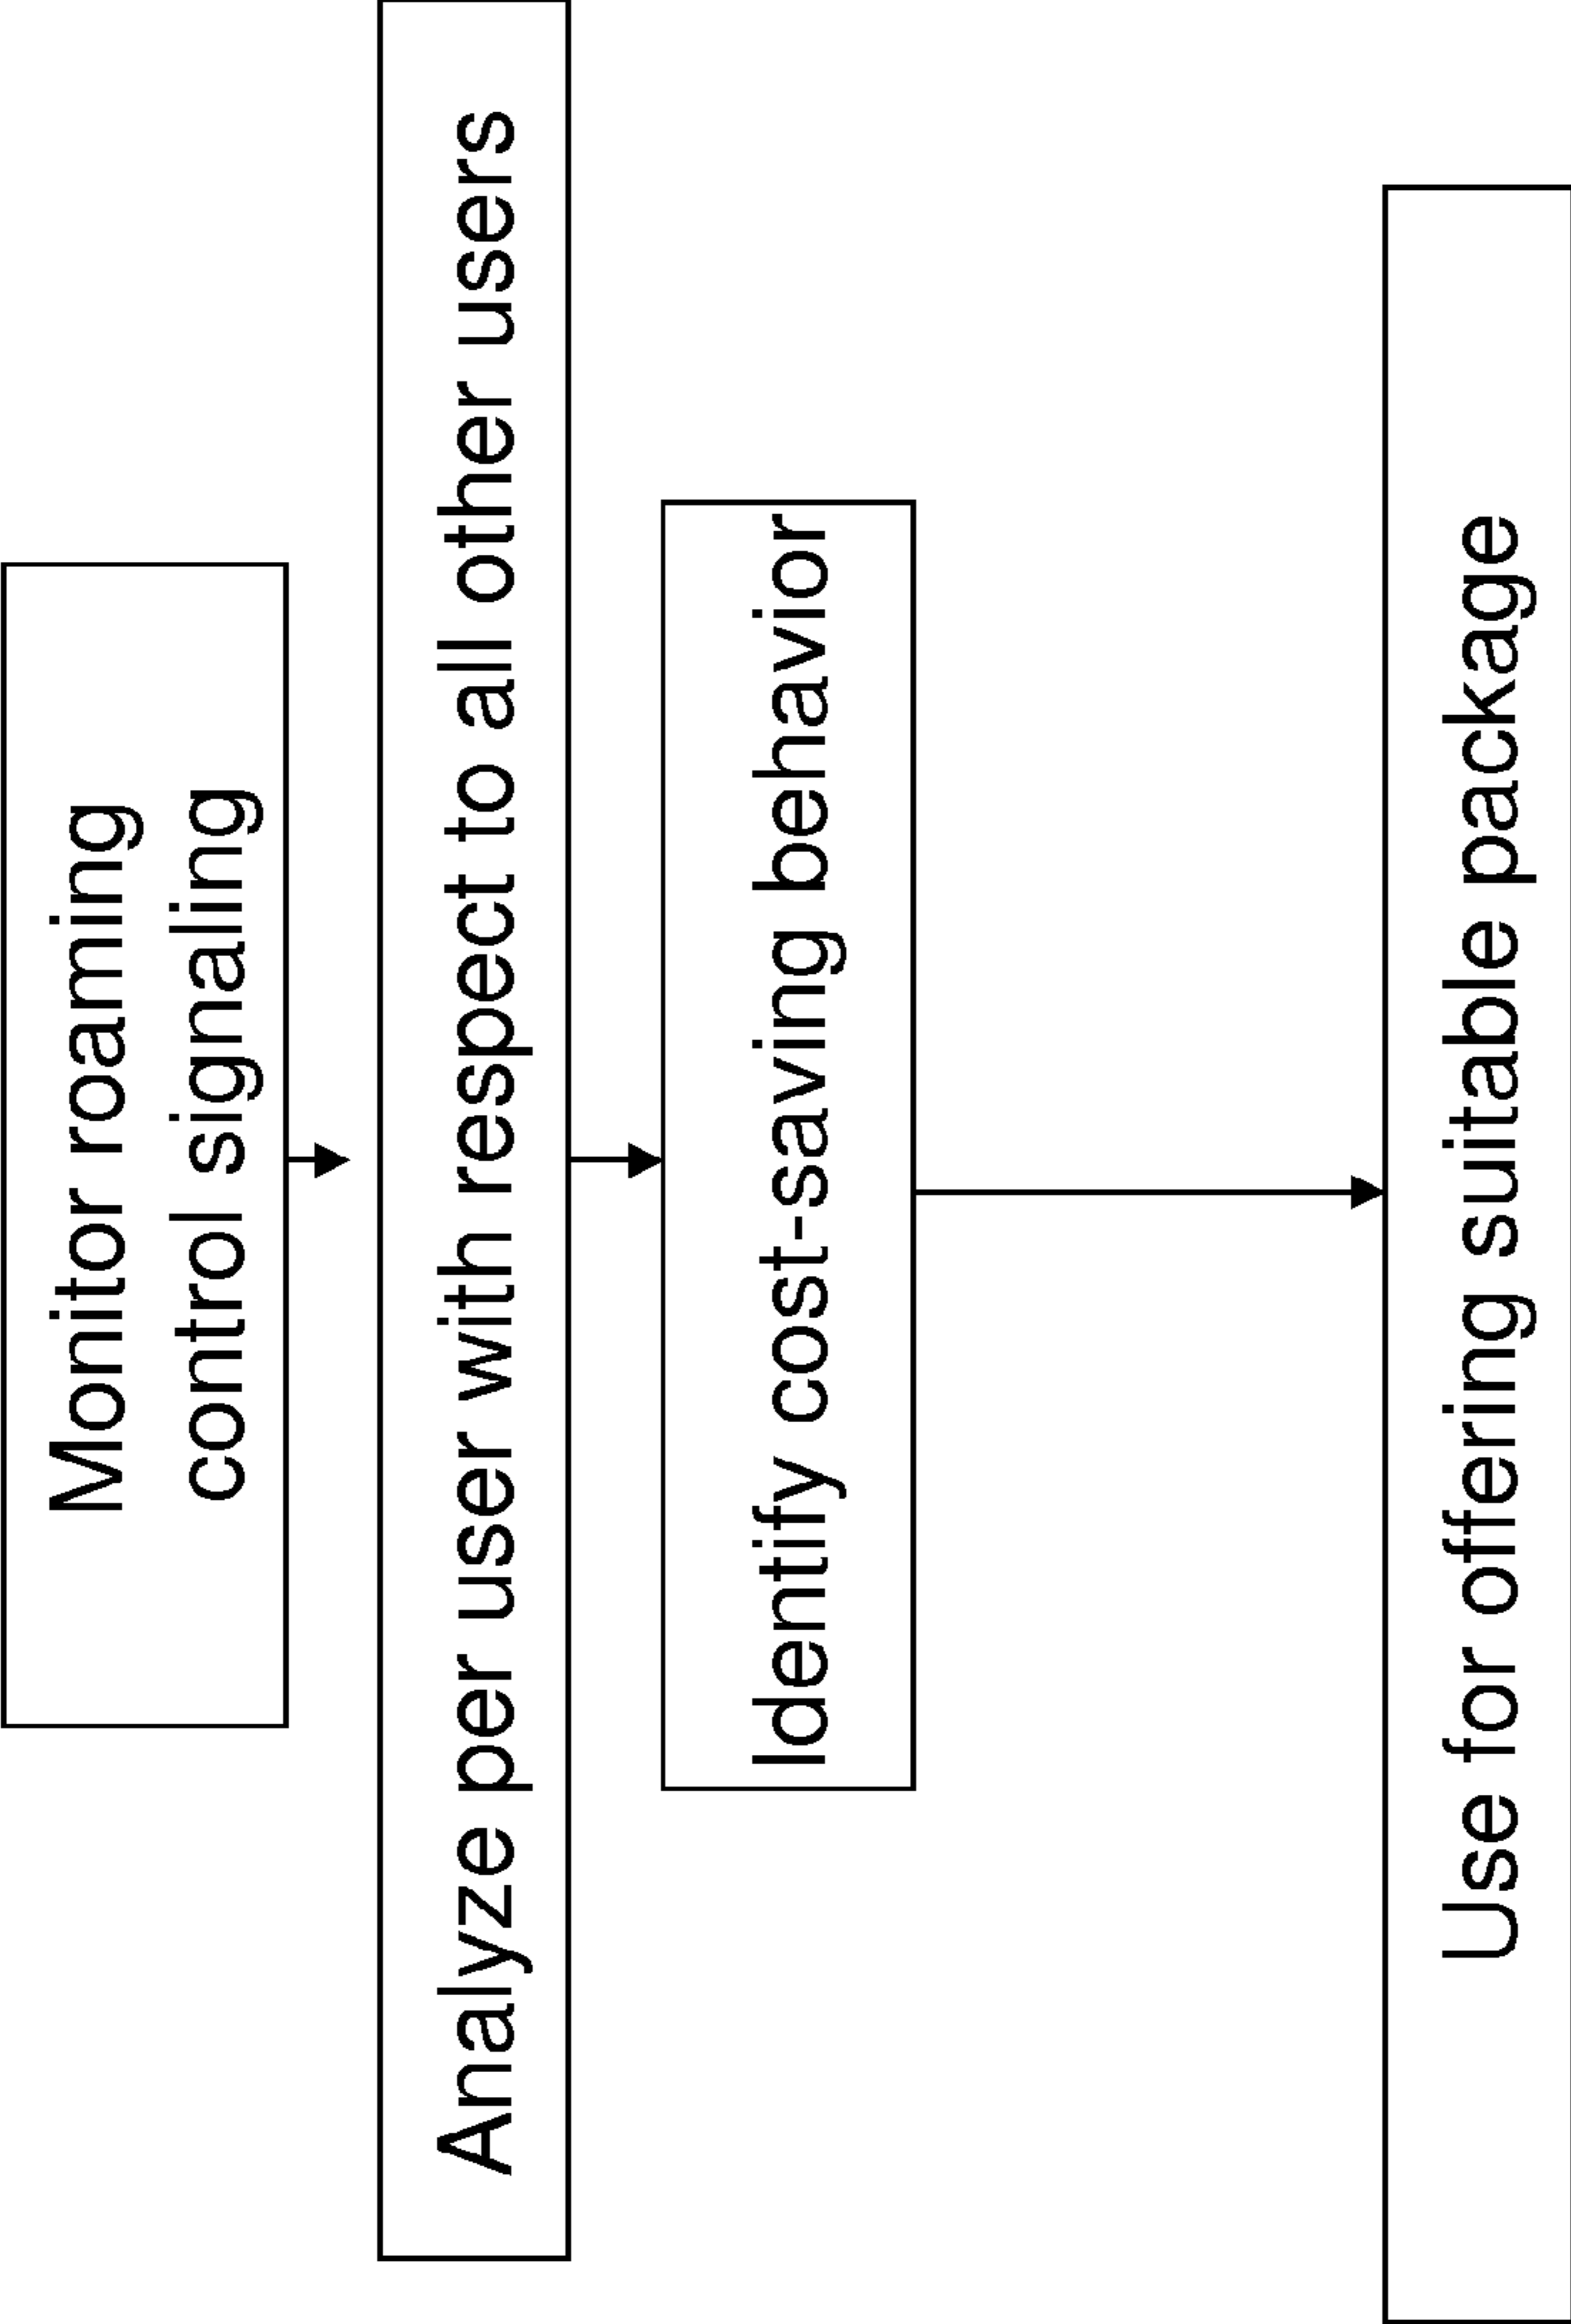 Monitor roaming
control signaling
Analyze per user with respect to all other users
Identify cost-saving behavior
Use for offering suitable package